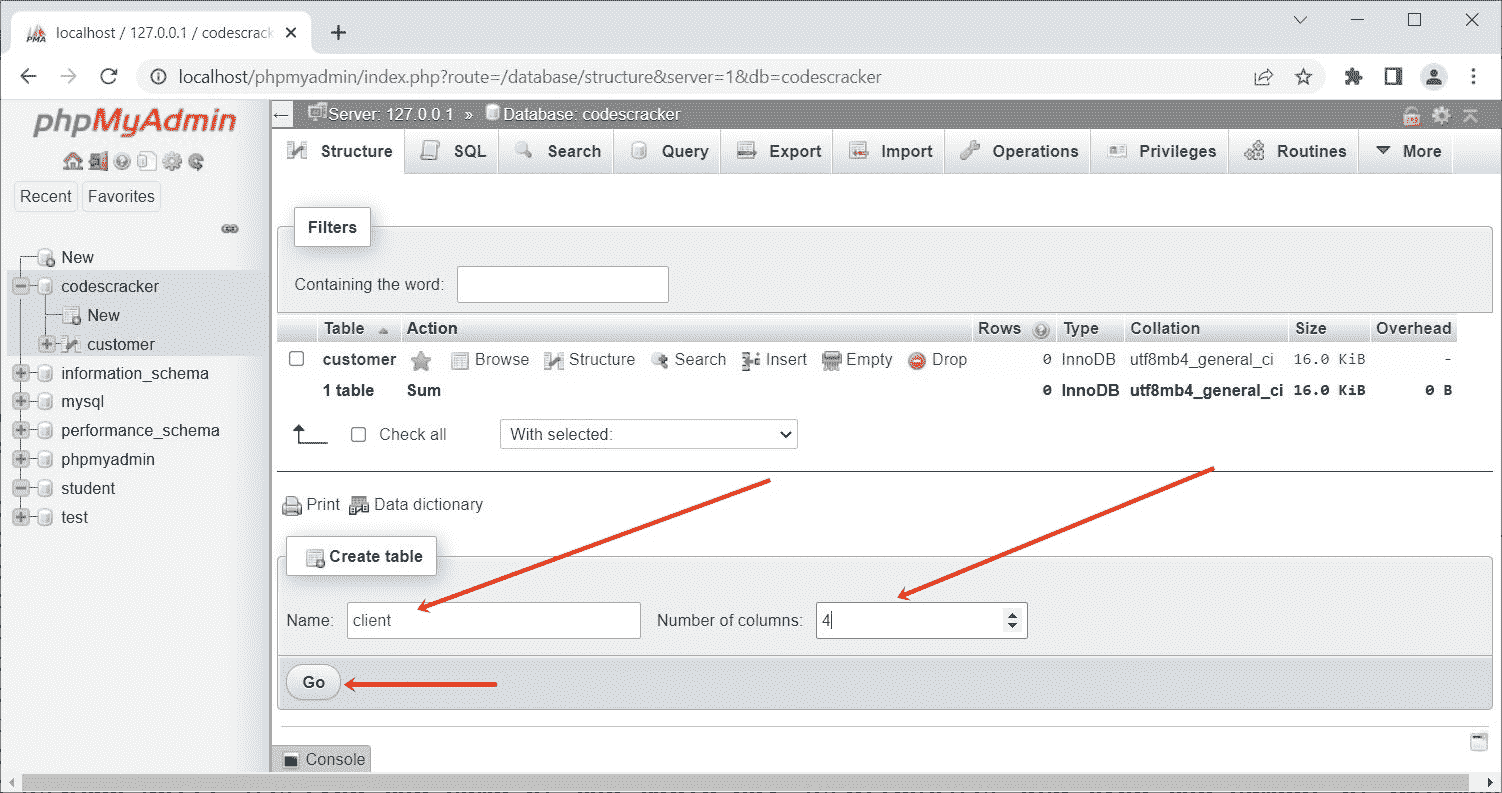 PMA localhost / 127.0.0.1 / codescrack
localhost/phpmyadmin/index.php?route=/database/structure&server=1&db=codescracker
phpMyAdmin
Recent Favorites
New
codescracker
New
customer
information_schema
mysql
performance_schema
phpmyadmin
student
test
Server: 127.0.0.1 » Database: codescracker
Structure SQL Search Query Export Import Operations Privileges Routines More
Filters
Containing the word:
Table Action Rows Type Collation Size Overhead
customer Browse Structure Search Insert Empty Drop 0 InnoDB utf8mb4_general_ci 16.0 KiB -
1 table Sum 0 InnoDB utf8mb4_general_ci 16.0 KiB 0 B
Check all With selected:
Print Data dictionary
Create table
Name: client Number of columns: 4
Go
Console